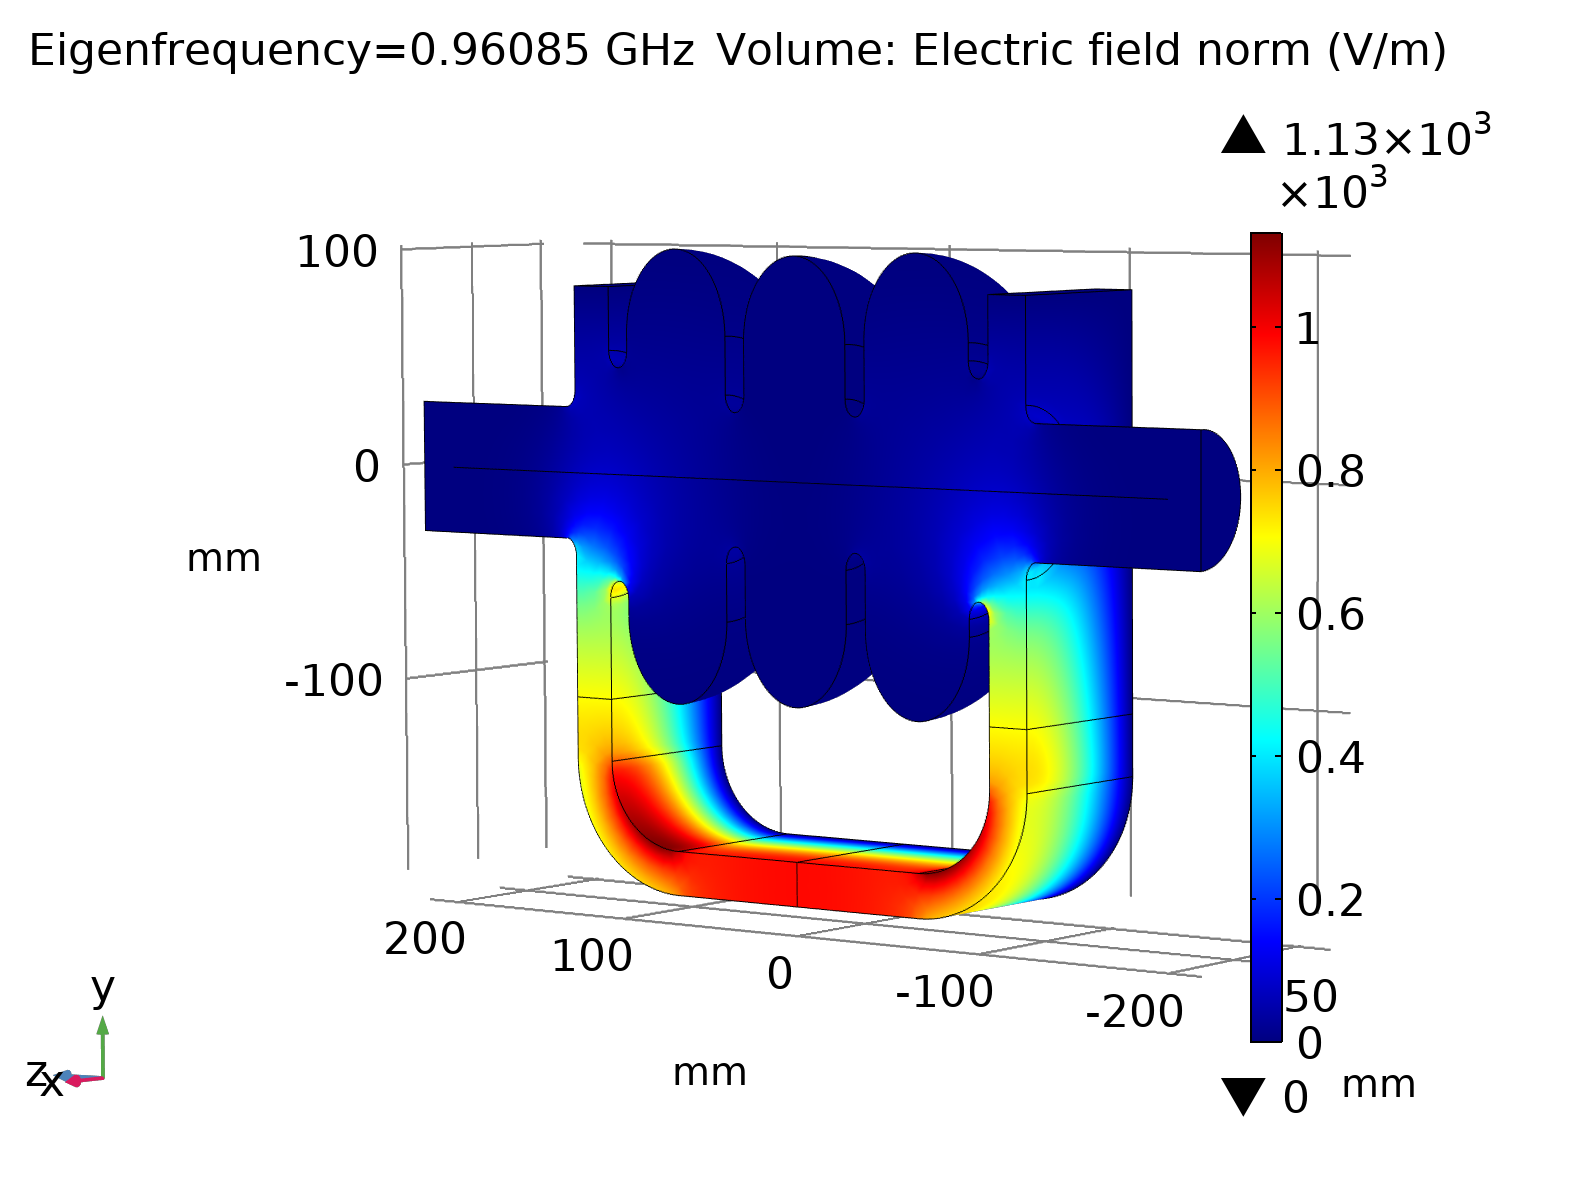 Eigenfrequency=0.96085 GHz Volume: Electric field norm (V/m)
1.13×10³
×10³
100
0
-100
mm
1
0.8
0.6
0.4
0.2
50
0
200
100
0
-100
-200
mm
mm
0
y
z
x